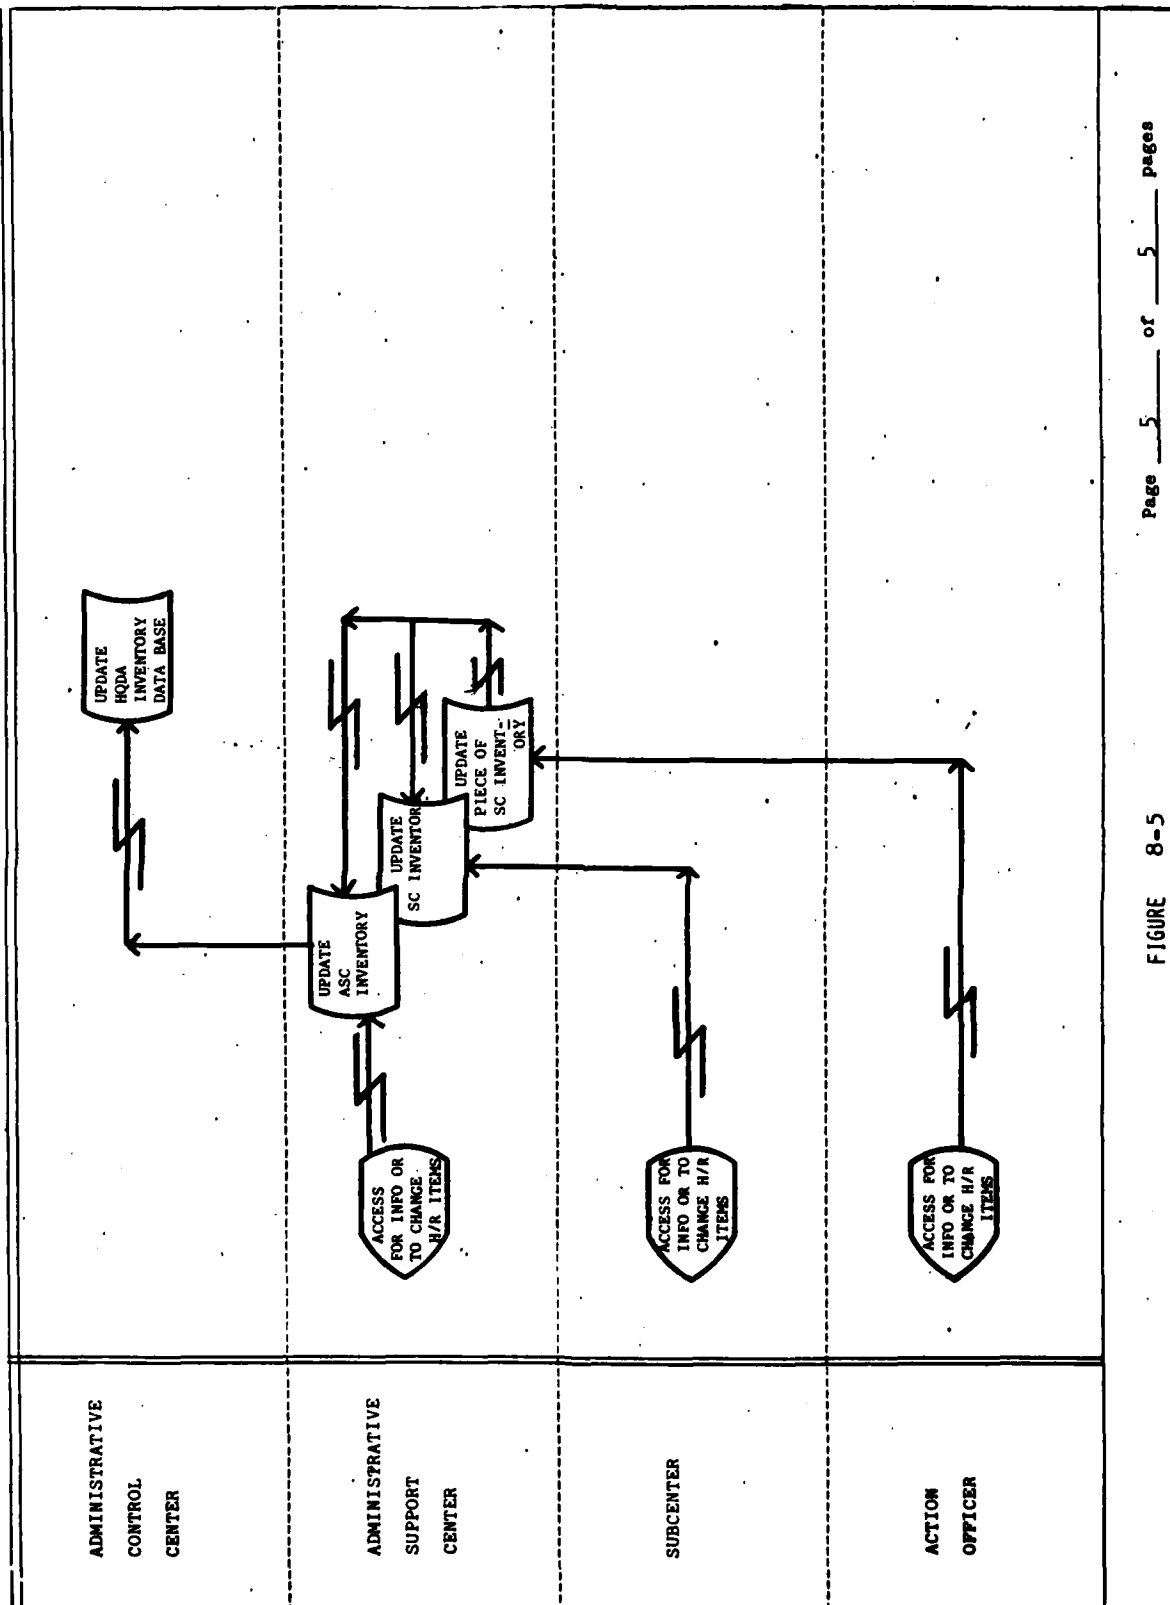 ADMINISTRATIVE
CONTROL
CENTER
UPDATE
HQDA
INVENTORY
DATA BASE
ADMINISTRATIVE
SUPPORT
CENTER
ACCESS
FOR INFO OR
TO CHANGE
H/R ITEMS
UPDATE
ASC
INVENTORY
UPDATE
SC INVENTOR
UPDATE
PIECE OF
SC INVENT-
ORY
SUBCENTER
ACCESS FOR
INFO OR TO
CHANGE H/R
ITEMS
ACTION
OFFICER
ACCESS FOR
INFO OR TO
CHANGE H/R
ITEMS
FIGURE 8-5
Page 5 of 5 pages